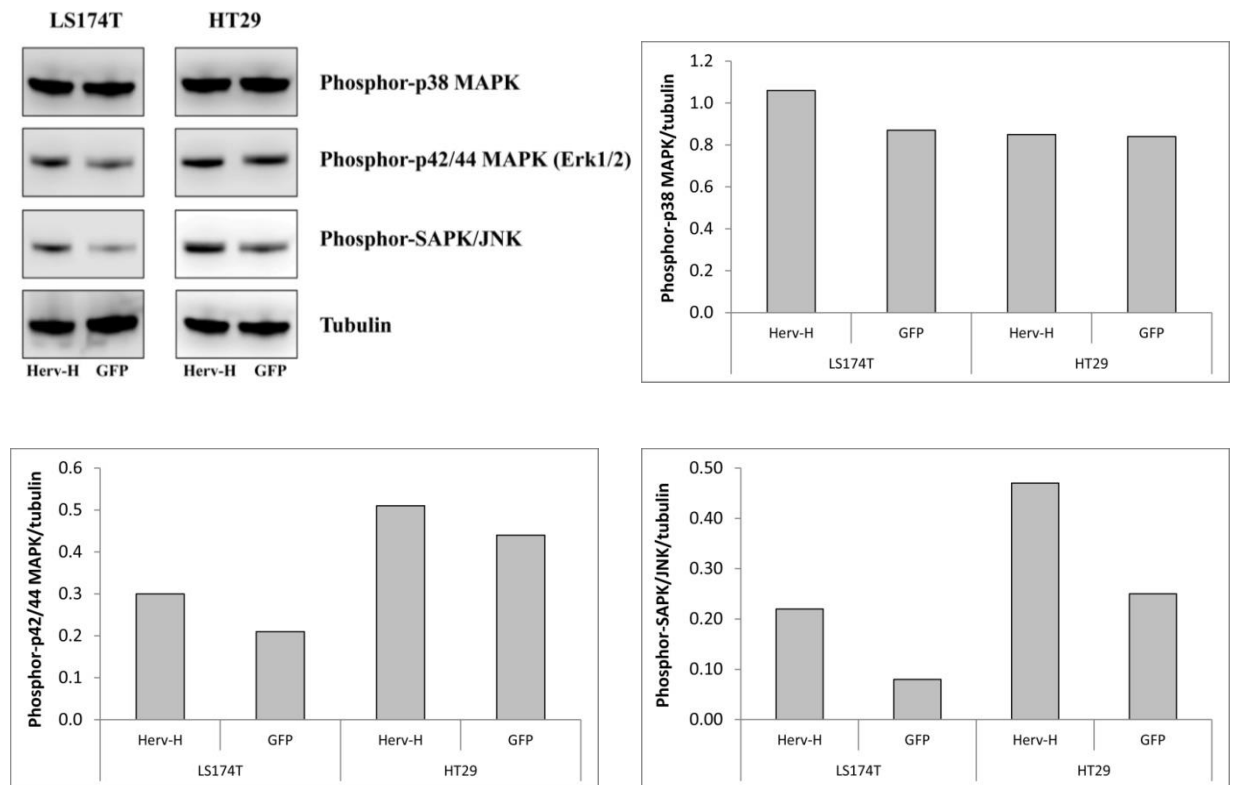 LS174T HT29
Phosphor-p38 MAPK
Phosphor-p42/44 MAPK (Erk1/2)
Phosphor-SAPK/JNK
Tubulin
Herv-H GFP Herv-H GFP
Phosphor-p38 MAPK/tubulin
1.2
1.0
0.8
0.6
0.4
0.2
0.0
Herv-H GFP Herv-H GFP
LS174T HT29
Phosphor-p42/44 MAPK/tubulin
0.6
0.5
0.4
0.3
0.2
0.1
0.0
Herv-H GFP Herv-H GFP
LS174T HT29
Phosphor-SAPK/JNK/tubulin
0.50
0.40
0.30
0.20
0.10
0.00
Herv-H GFP Herv-H GFP
LS174T HT29